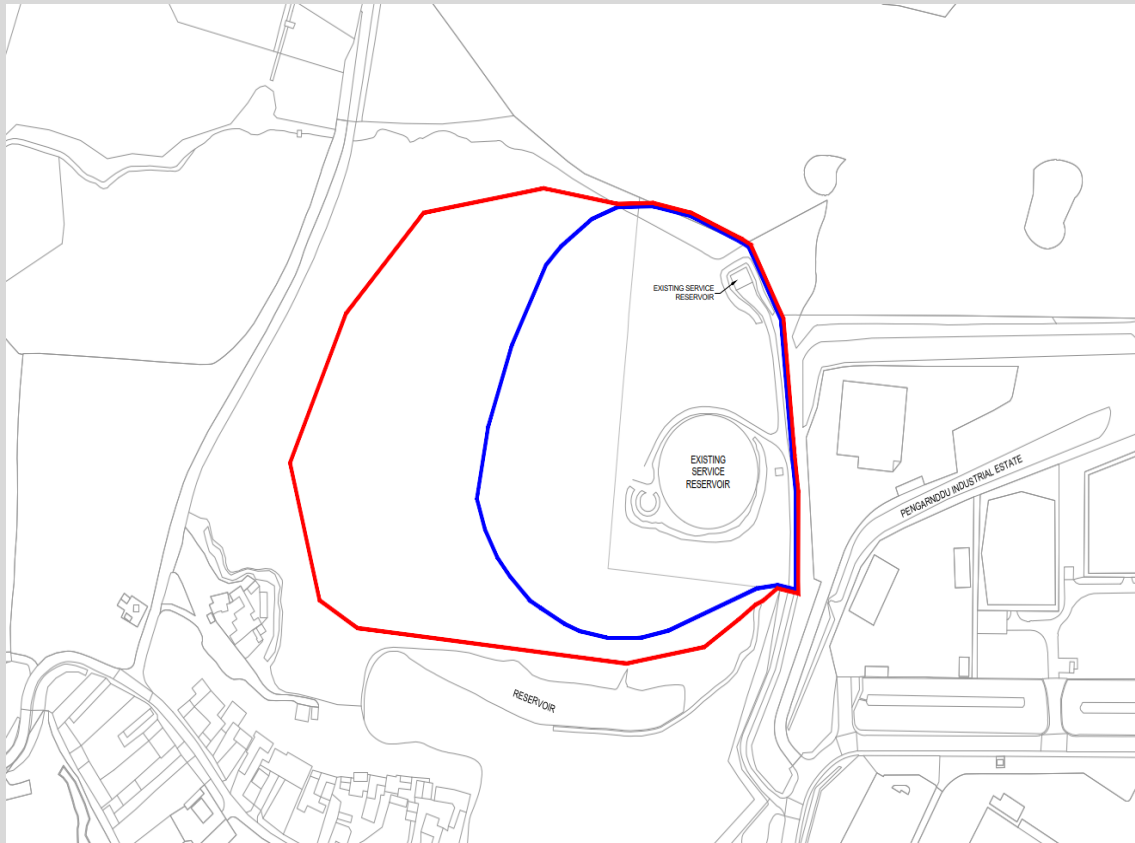 EXISTING SERVICE
RESERVOIR
EXISTING
SERVICE
RESERVOIR
PENGARNDDU INDUSTRIAL ESTATE
RESERVOIR